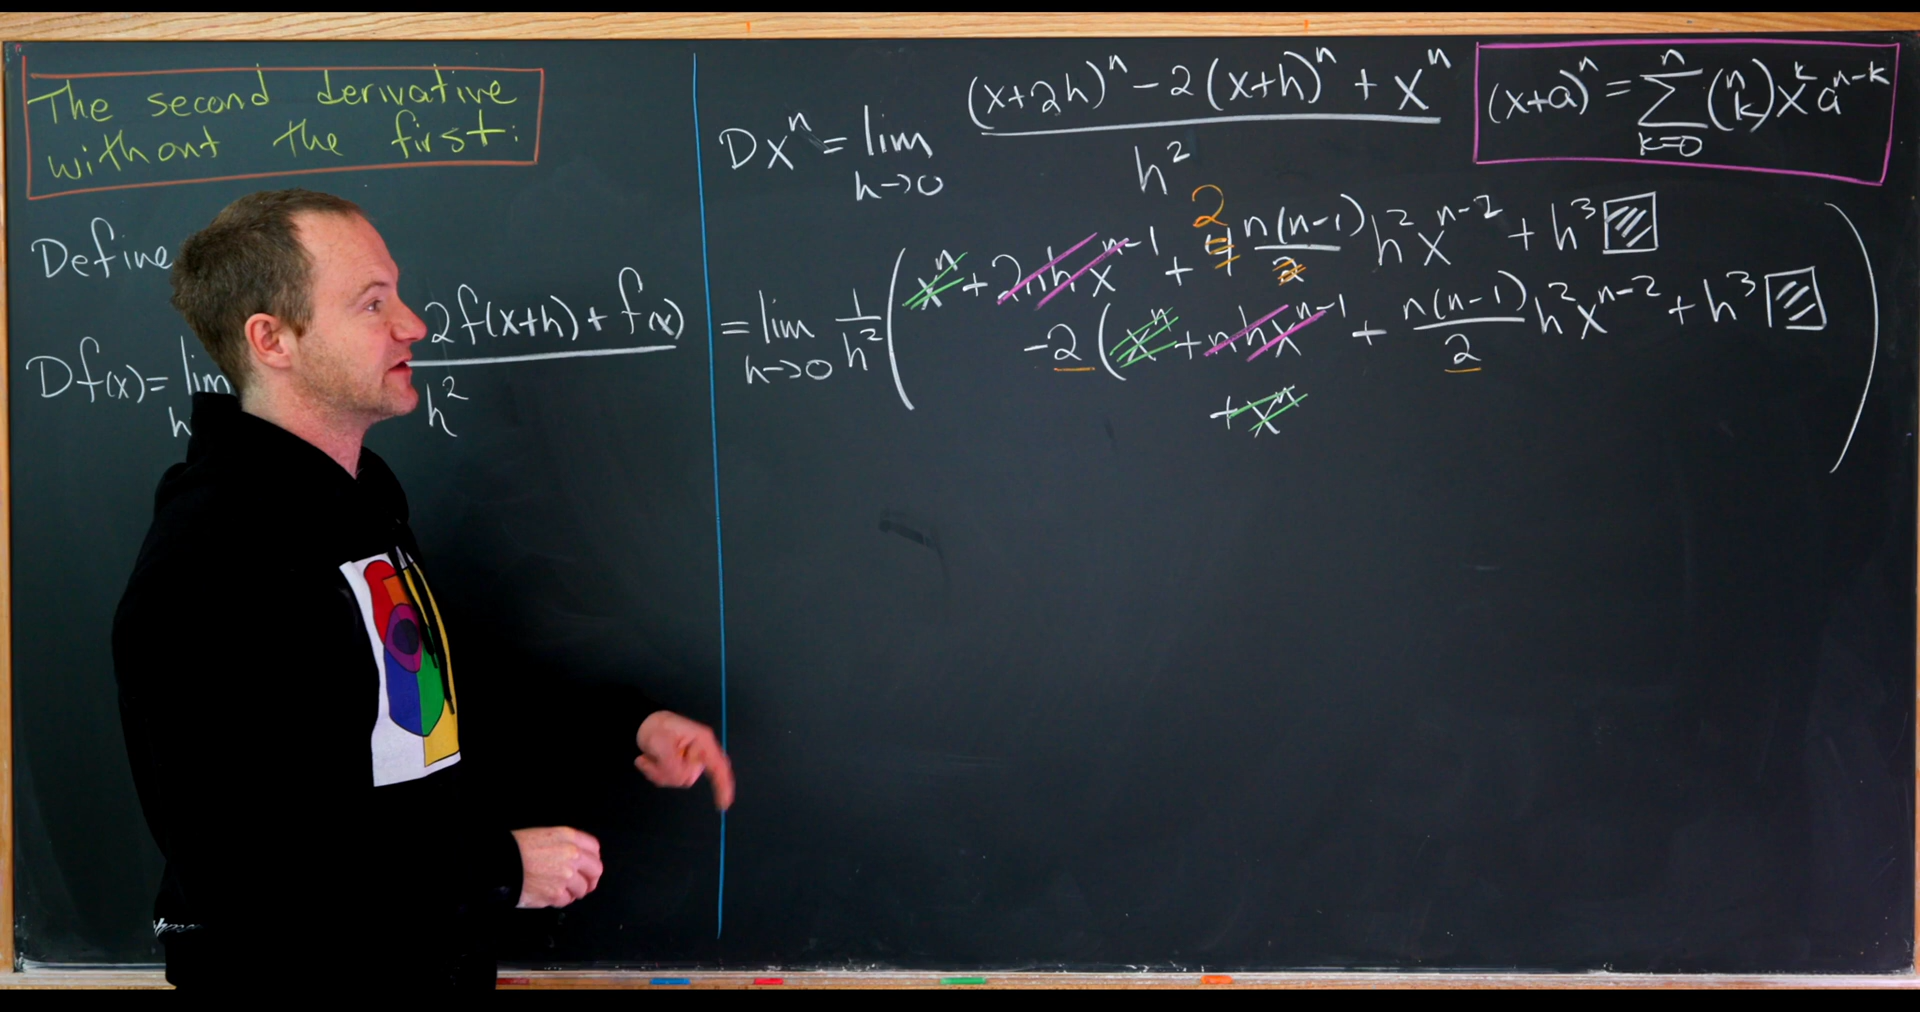 The second derivative
without the first:
Define
Df(x) = lim 2f(x+h) + f(x)
h
h²
Dxⁿ = lim (x+2h)ⁿ - 2(x+h)ⁿ + xⁿ
h→0 h²
(x+a)ⁿ = Σ (n k) xᵏ aⁿ⁻ᵏ
n
k=0
= lim 1/h² ( xⁿ + 2nhxⁿ⁻¹ + 4 2 n(n-1)/2 h²xⁿ⁻² + h³
h→0 -2( xⁿ + nhxⁿ⁻¹ + n(n-1)/2 h²xⁿ⁻² + h³
+xⁿ )